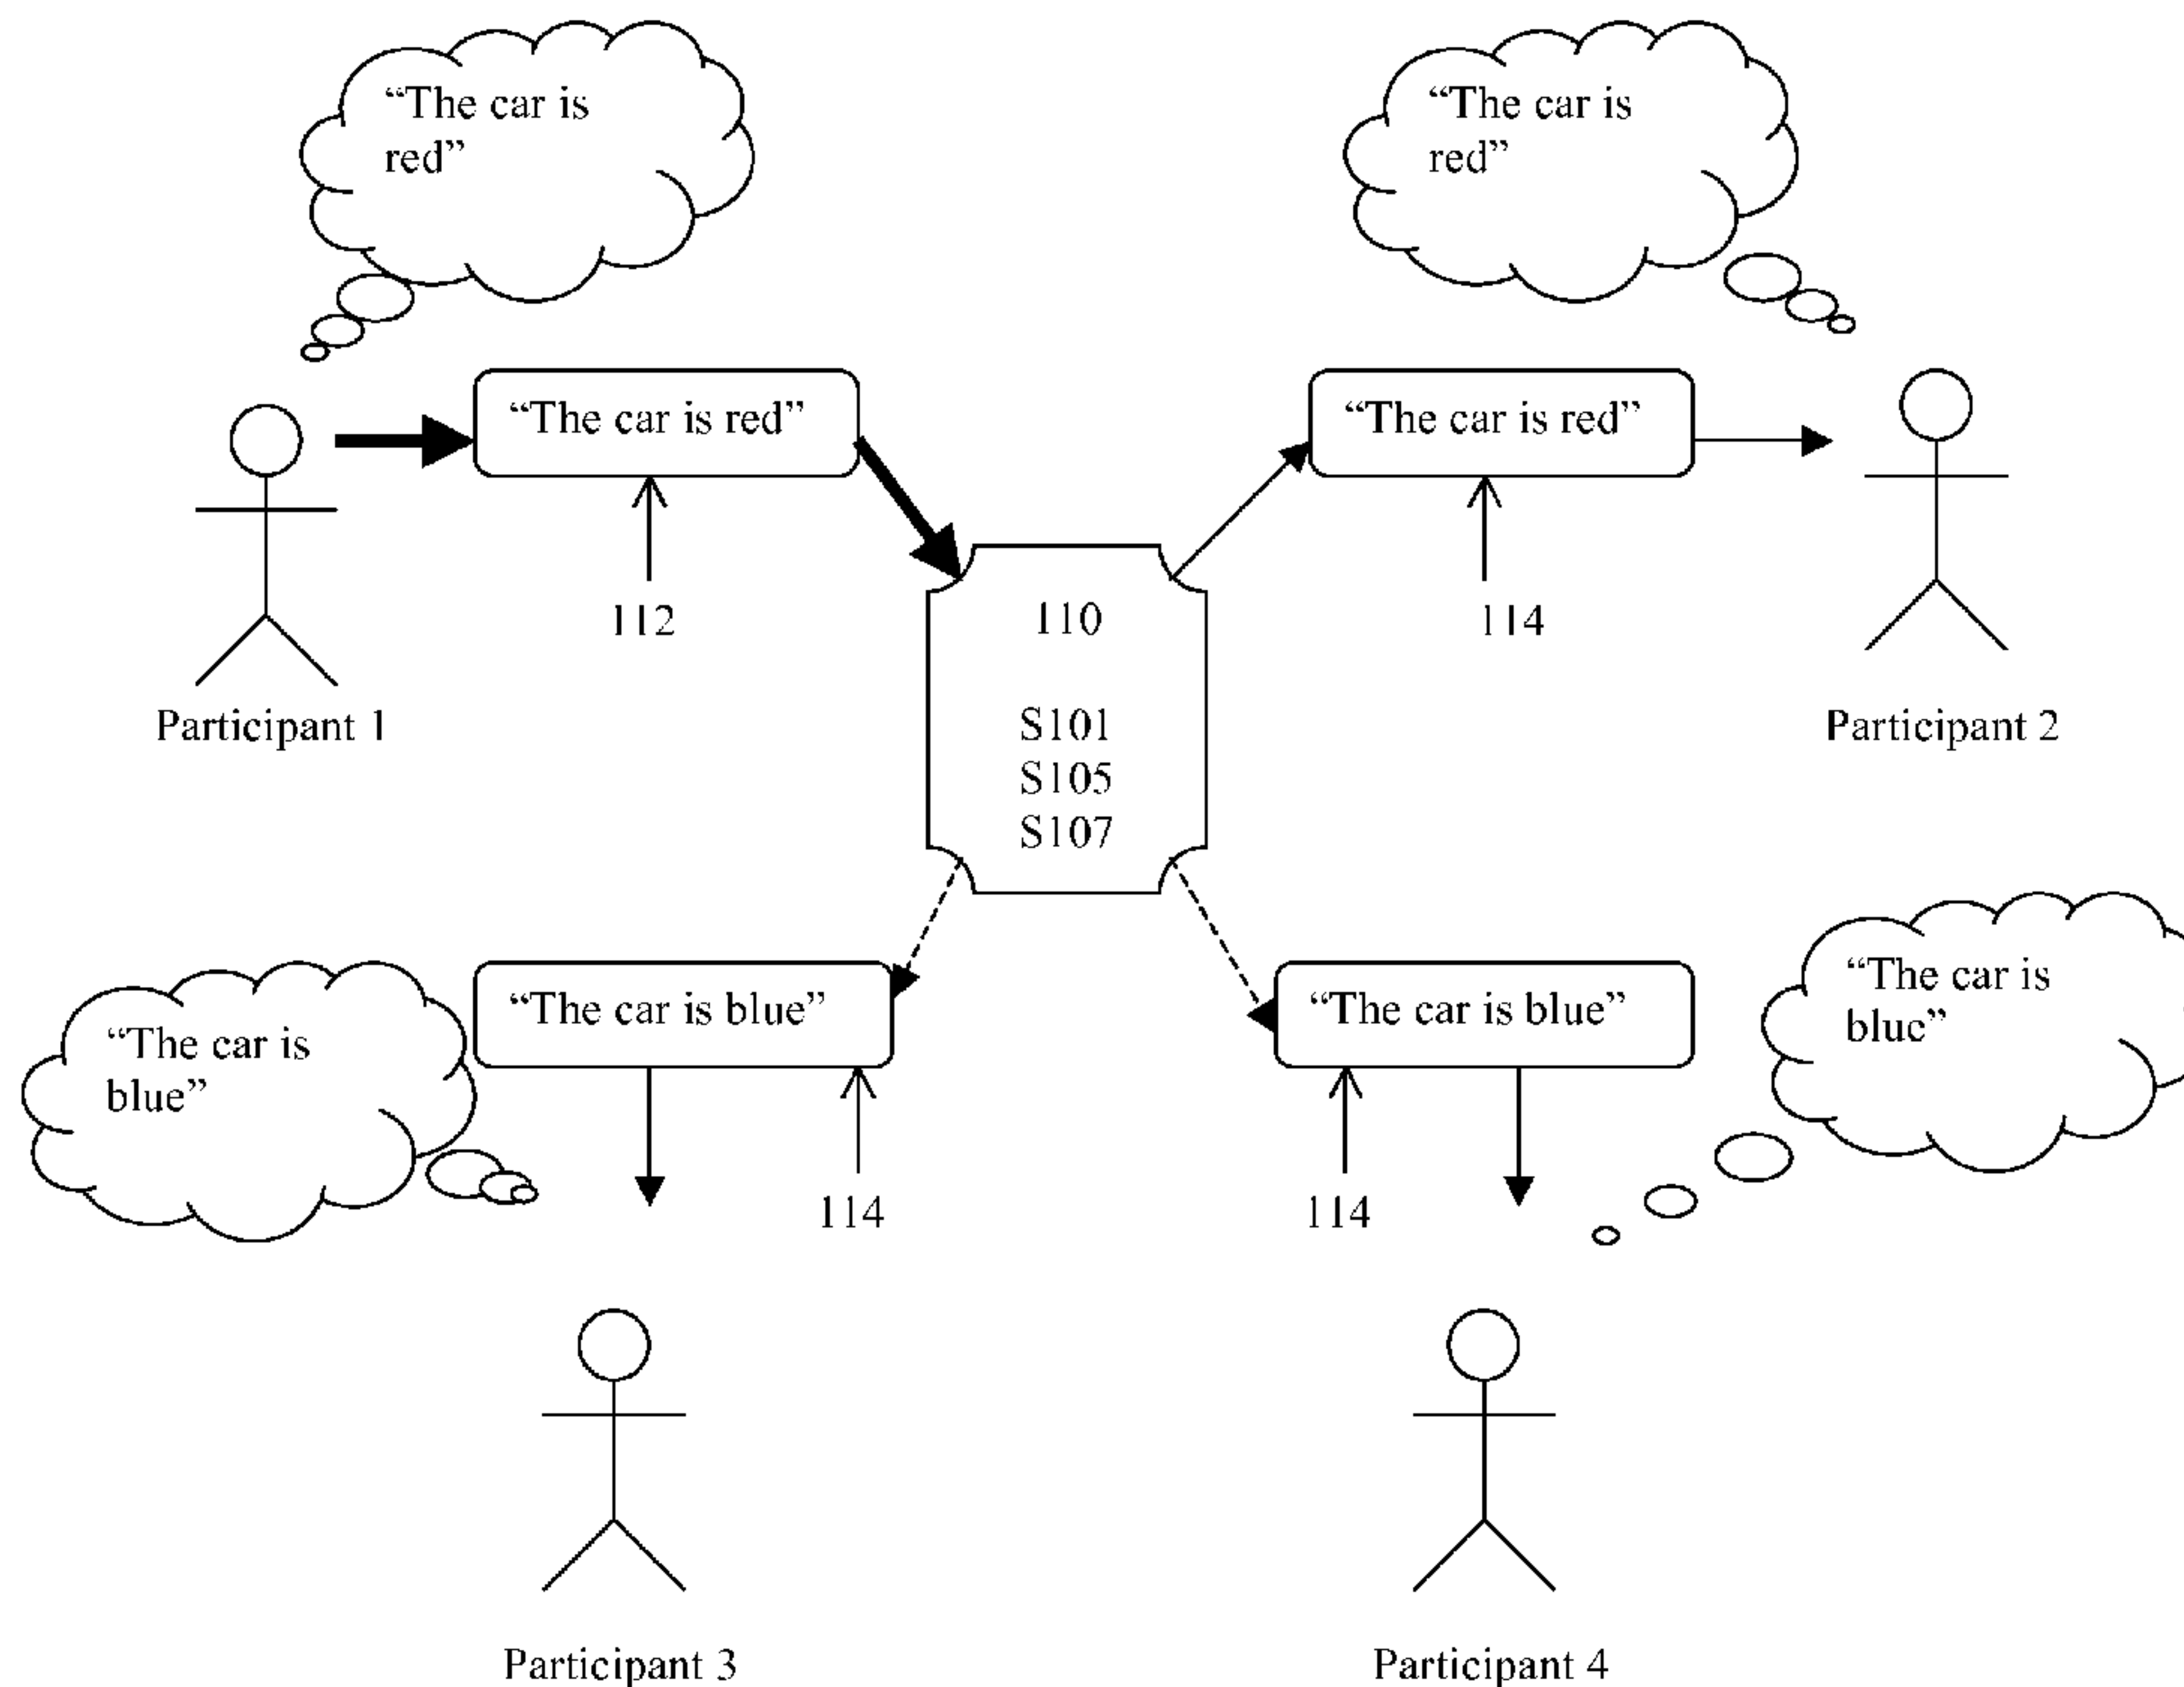 “The car is
red”
“The car is
red”
“The car is red”
“The car is red”
112
110
114
S101
S105
S107
Participant 1
Participant 2
“The car is
blue”
“The car is blue”
“The car is blue”
“The car is
blue”
114
114
Participant 3
Participant 4